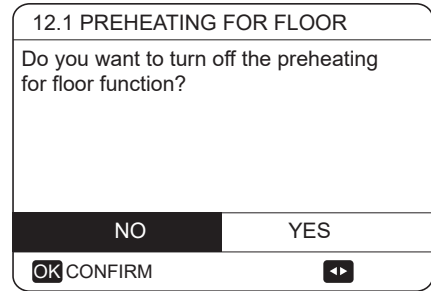 12.1 PREHEATING FOR FLOOR
Do you want to turn off the preheating
for floor function?
NO YES
OK CONFIRM